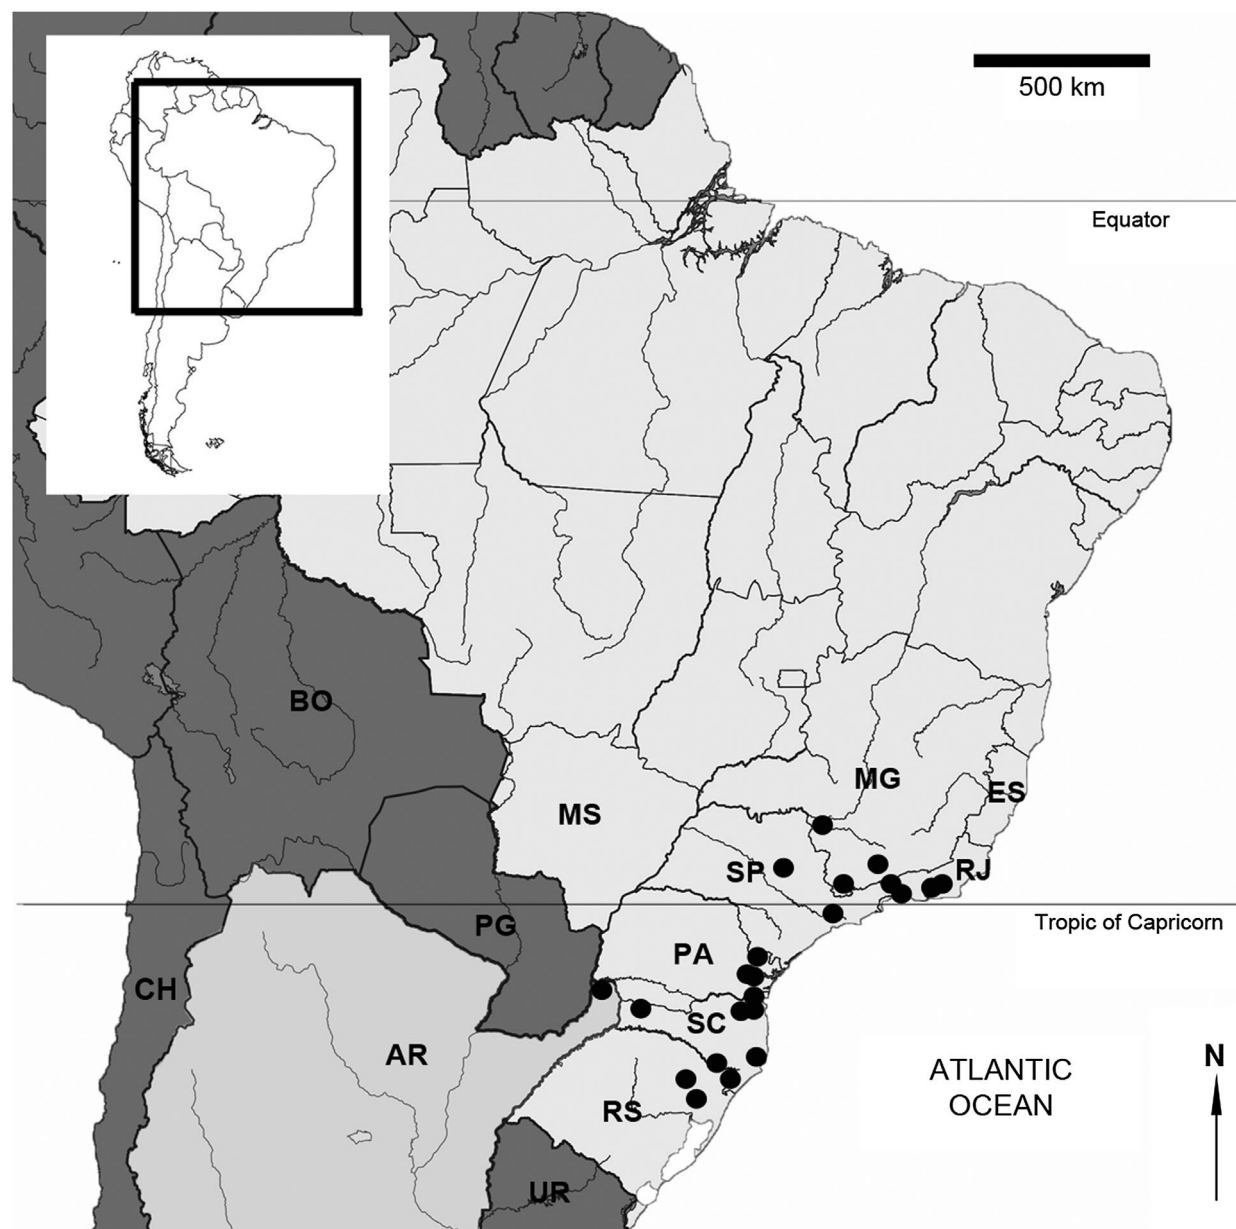 500 km
Equator
BO
MG
ES
MS
SP
RJ
Tropic of Capricorn
PG
PA
CH
SC
AR
N
ATLANTIC
OCEAN
RS
UR